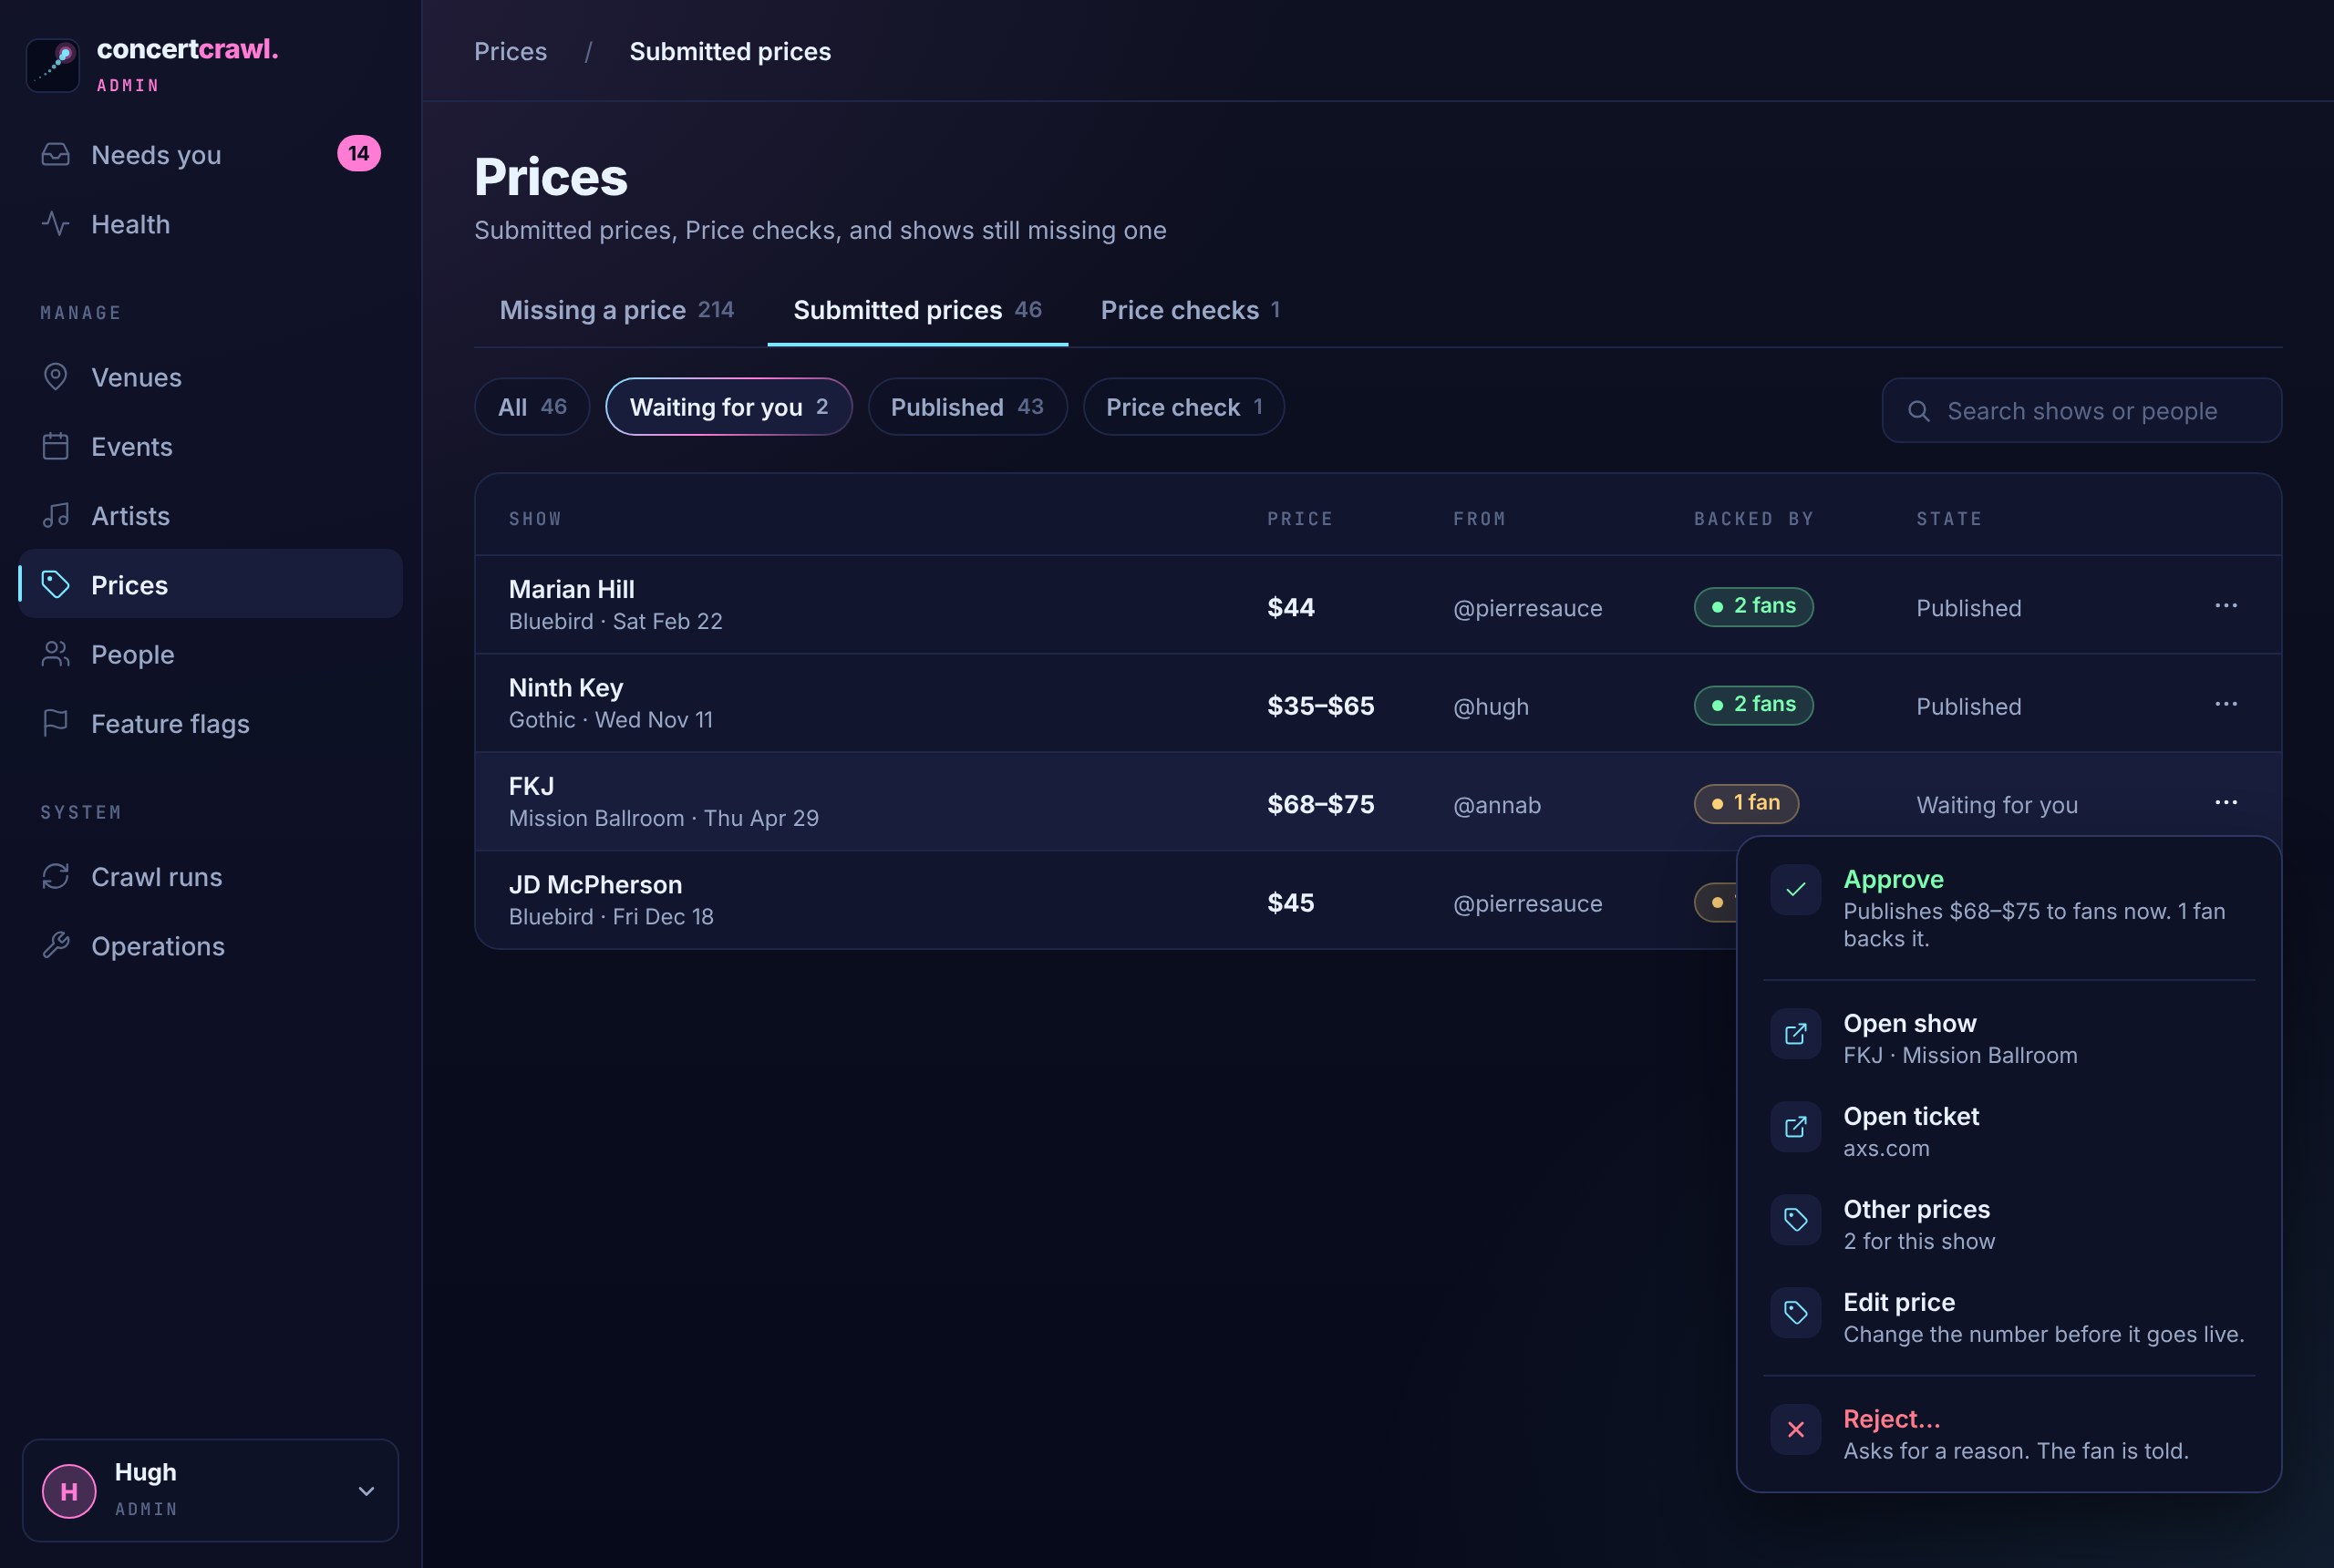 concertcrawl.
ADMIN
Needs you 14
Health
MANAGE
Venues
Events
Artists
Prices
People
Feature flags
SYSTEM
Crawl runs
Operations
H
Hugh
ADMIN
Prices / Submitted prices
Prices
Submitted prices, Price checks, and shows still missing one
Missing a price 214 Submitted prices 46 Price checks 1
All 46 Waiting for you 2 Published 43 Price check 1 Search shows or people
SHOW PRICE FROM BACKED BY STATE
Marian Hill
Bluebird · Sat Feb 22
$44 @pierresauce 2 fans Published
Ninth Key
Gothic · Wed Nov 11
$35–$65 @hugh 2 fans Published
FKJ
Mission Ballroom · Thu Apr 29
$68–$75 @annab 1 fan Waiting for you
JD McPherson
Bluebird · Fri Dec 18
$45 @pierresauce
Approve
Publishes $68–$75 to fans now. 1 fan
backs it.
Open show
FKJ · Mission Ballroom
Open ticket
axs.com
Other prices
2 for this show
Edit price
Change the number before it goes live.
Reject...
Asks for a reason. The fan is told.